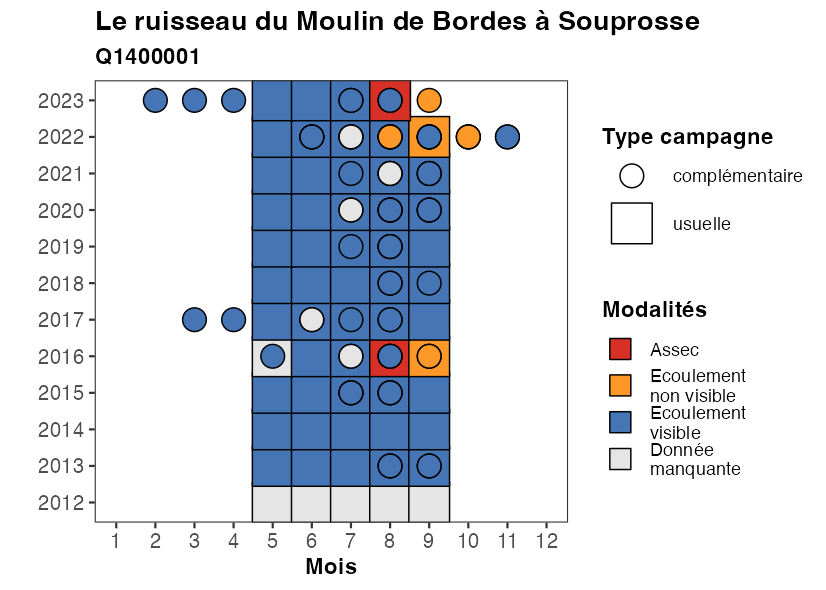 Le ruisseau du Moulin de Bordes à Souprosse
Q1400001
2023
2022
2021
2020
2019
2018
2017
2016
2015
2014
2013
2012
1 2 3 4 5 6 7 8 9 10 11 12
Mois
Type campagne
complémentaire
usuelle
Modalités
Assec
Ecoulement
non visible
Ecoulement
visible
Donnée
manquante